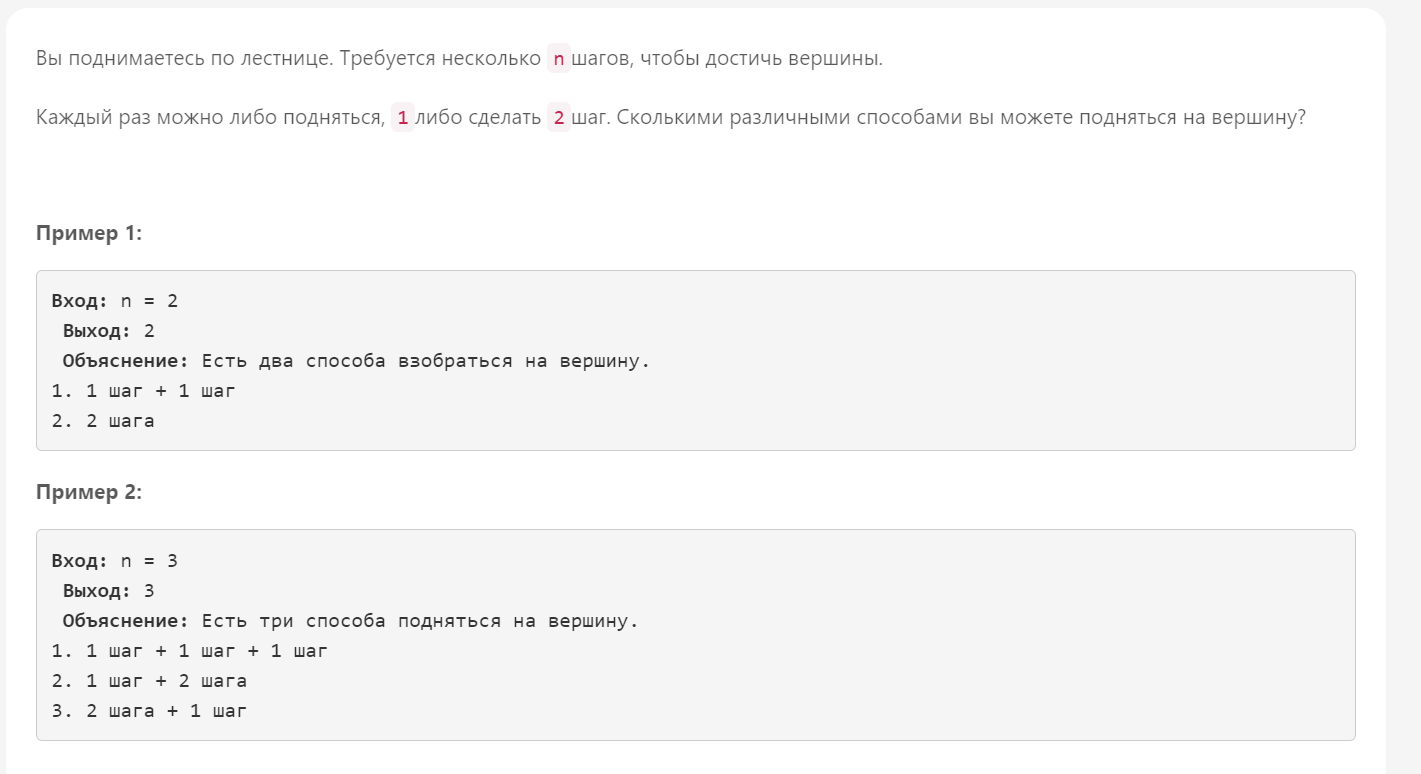 Вы поднимаетесь по лестнице. Требуется несколько n шагов, чтобы достичь вершины.
Каждый раз можно либо подняться, 1 либо сделать 2 шаг. Сколькими различными способами вы можете подняться на вершину?
Пример 1:
Вход: n = 2
Выход: 2
Объяснение: Есть два способа взобраться на вершину.
1. 1 шаг + 1 шаг
2. 2 шага
Пример 2:
Вход: n = 3
Выход: 3
Объяснение: Есть три способа подняться на вершину.
1. 1 шаг + 1 шаг + 1 шаг
2. 1 шаг + 2 шага
3. 2 шага + 1 шаг